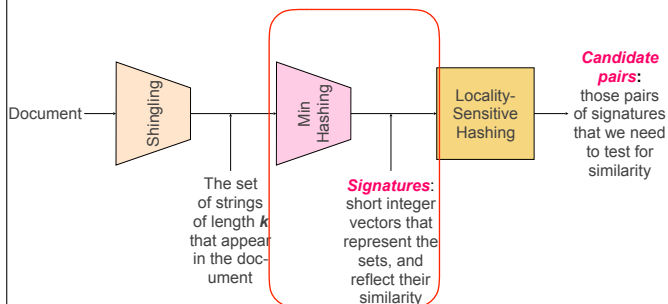 Document
Shingling
The set
of strings
of length k
that appear
in the doc-
ument
Min
Hashing
Signatures:
short integer
vectors that
represent the
sets, and
reflect their
similarity
Locality-
Sensitive
Hashing
Candidate
pairs:
those pairs
of signatures
that we need
to test for
similarity